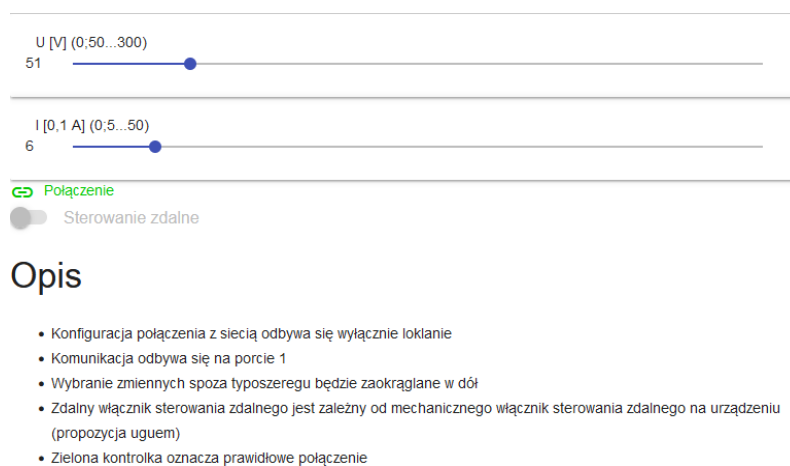 U [V] (0;50...300)
51
I [0,1 A] (0;5...50)
6
Połączenie
Sterowanie zdalne
Opis
• Konfiguracja połączenia z siecią odbywa się wyłącznie loklanie
• Komunikacja odbywa się na porcie 1
• Wybranie zmiennych spoza typoszeregu będzie zaokrąglane w dół
• Zdalny włącznik sterowania zdalnego jest zależny od mechanicznego włącznik sterowania zdalnego na urządzeniu
(propozycja uguem)
• Zielona kontrolka oznacza prawidłowe połączenie